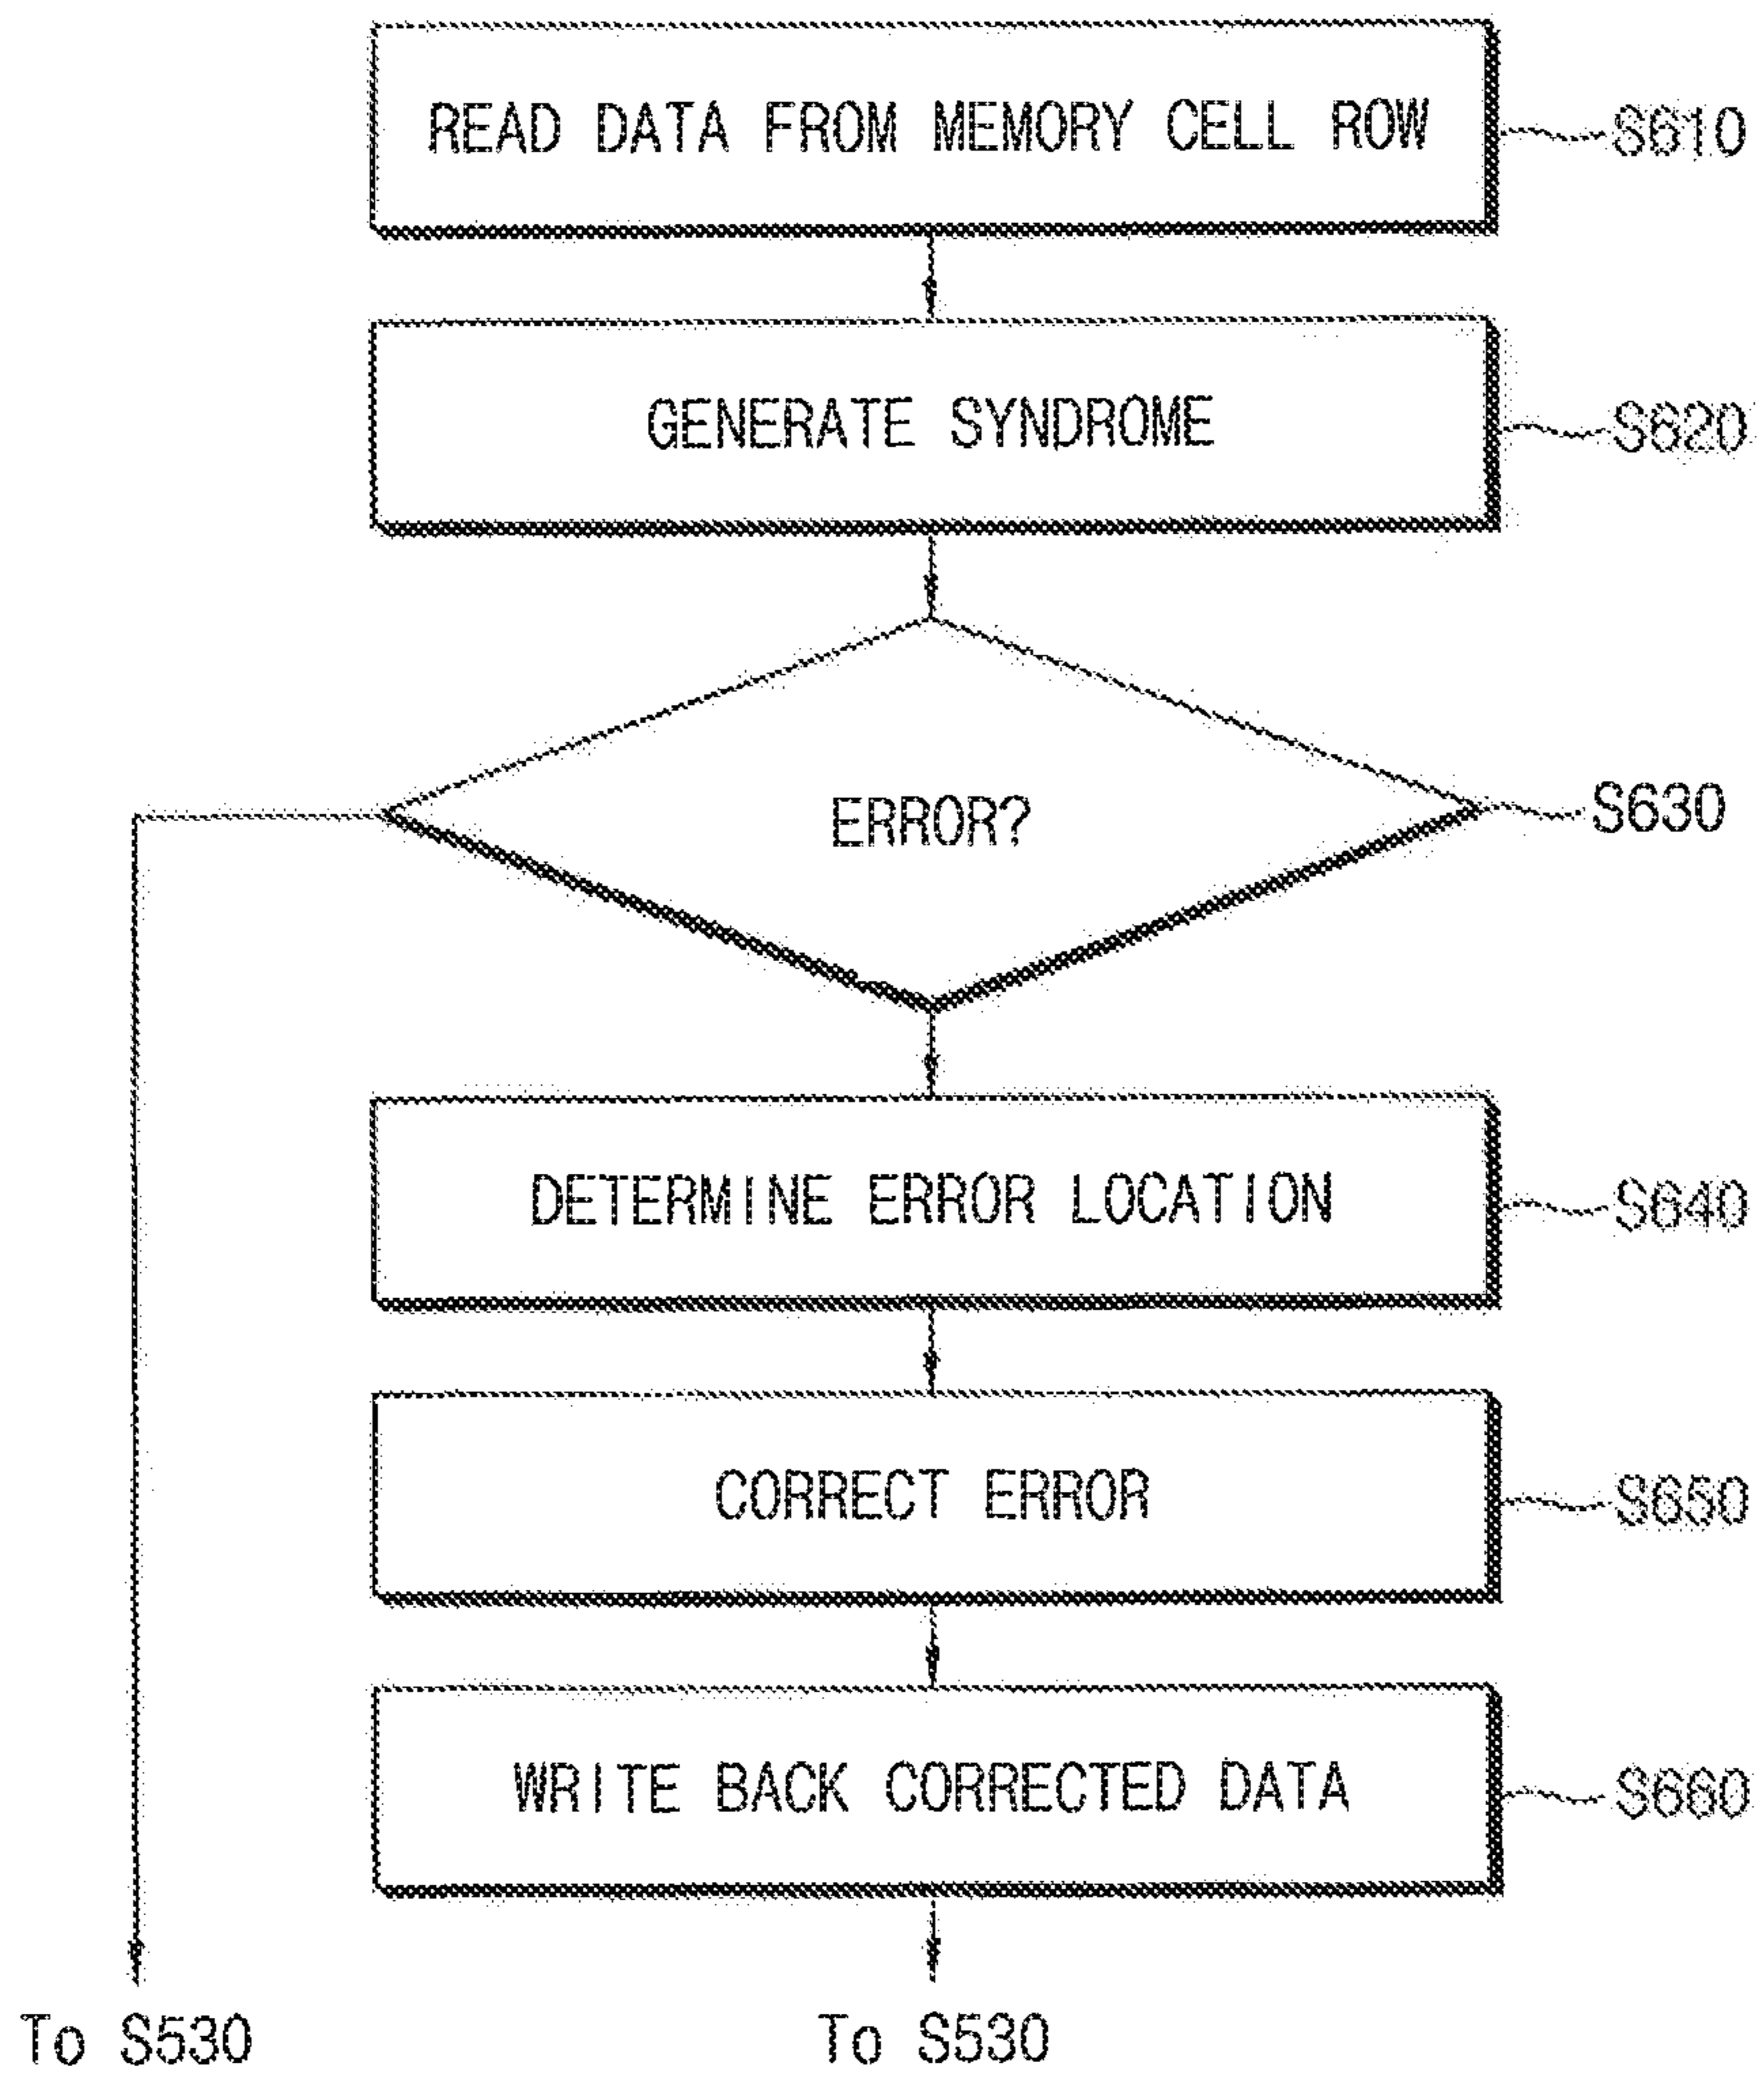 READ DATA FROM MEMORY CELL ROW
S610
GENERATE SYNDROME
S620
ERROR?
S630
DETERMINE ERROR LOCATION
S640
CORRECT ERROR
S650
WRITE BACK CORRECTED DATA
S660
To S530
To S530